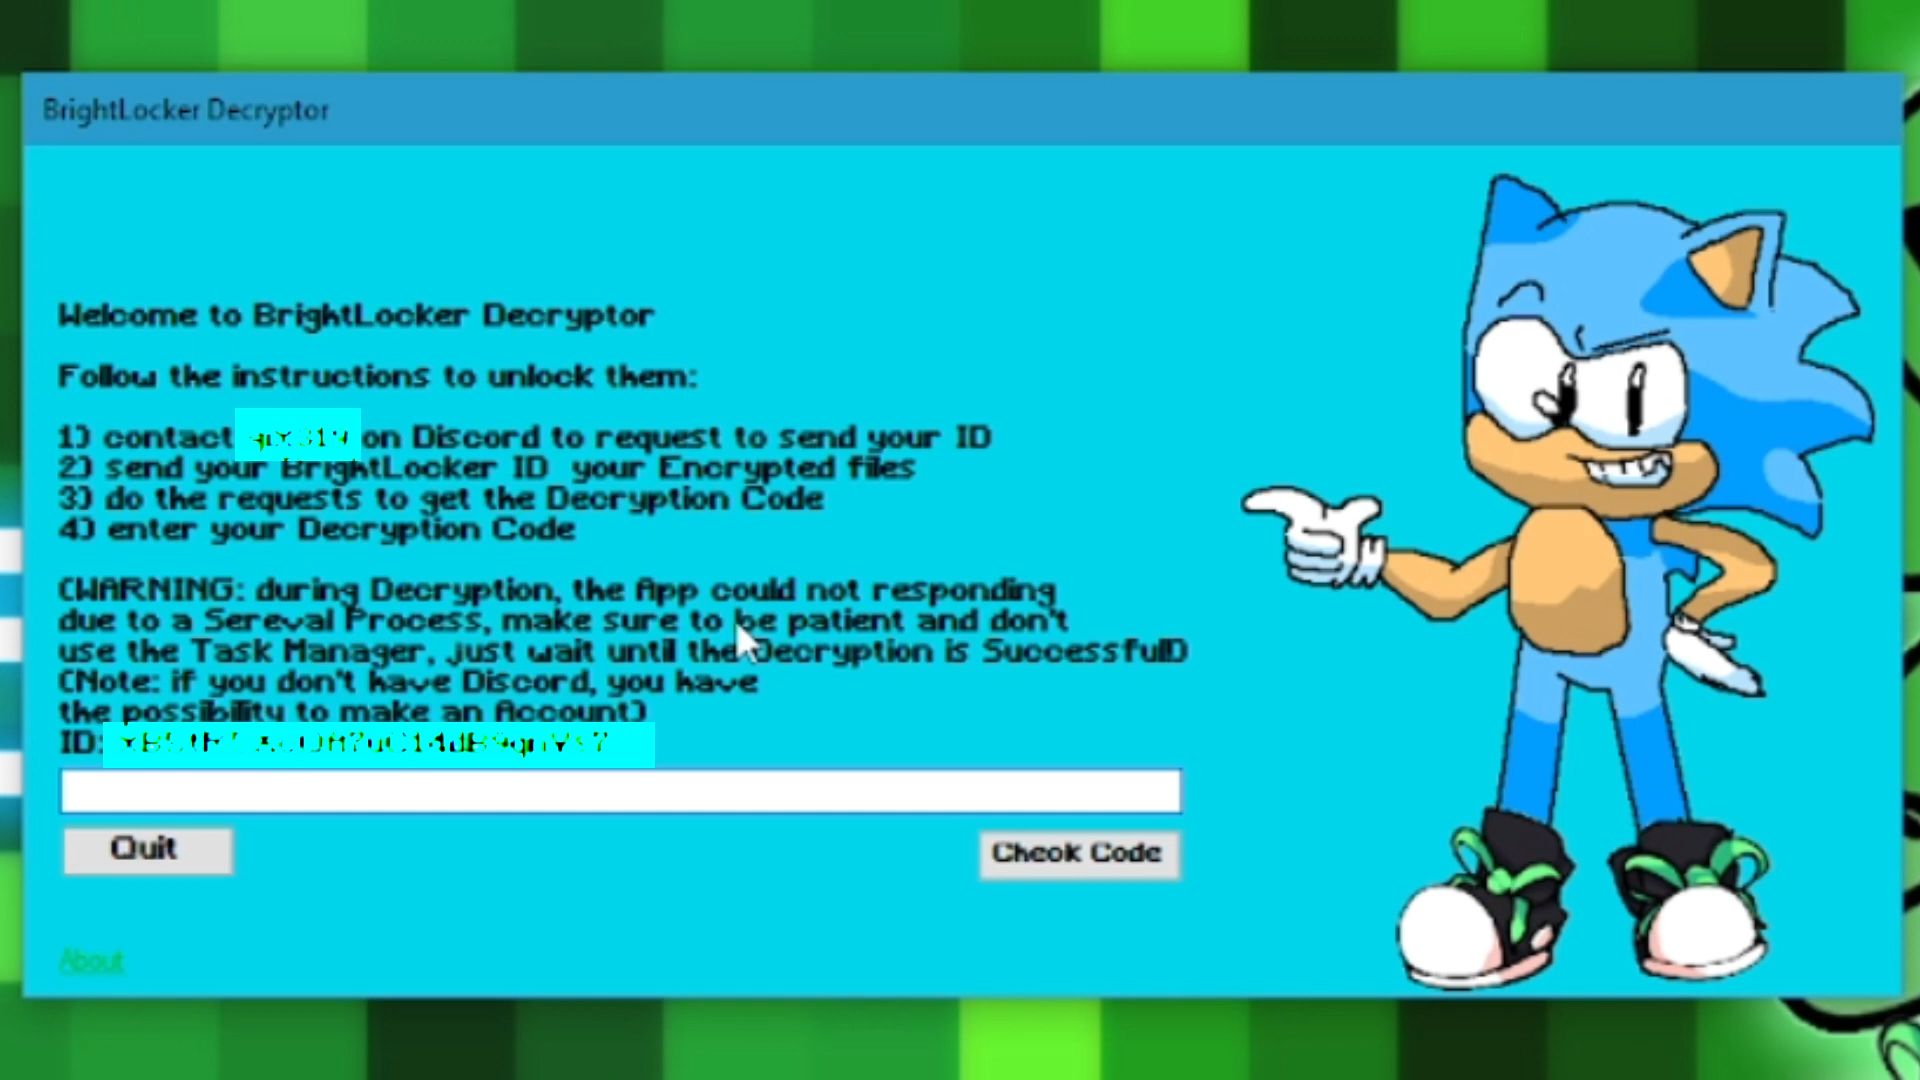 BrightLocker Decryptor
Welcome to BrightLocker Decryptor
Follow the instructions to unlock them:
1) contact on Discord to request to send your ID
2) send your BrightLocker ID your Encrypted files
3) do the requests to get the Decryption Code
4) enter your Decryption Code
(WARNING: during Decryption, the App could not responding
due to a Sereval Process, make sure to be patient and don't
use the Task Manager, just wait until the Decryption is Successful)
(Note: if you don't have Discord, you have
the possibility to make an Account)
ID:
Quit
Check Code
About